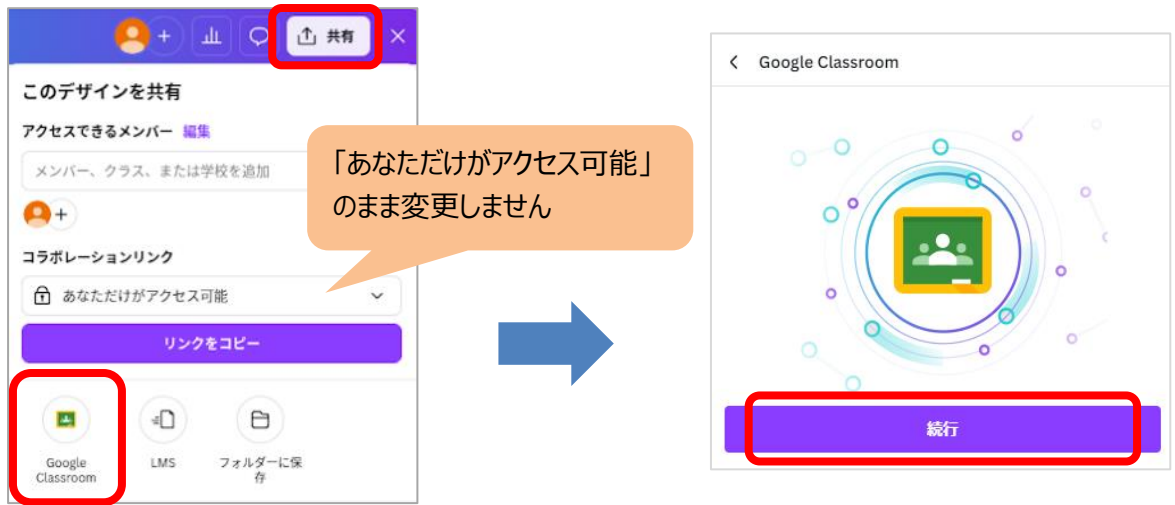 共有
このデザインを共有
アクセスできるメンバー 編集
メンバー、クラス、または学校を追加
コラボレーションリンク
あなただけがアクセス可能
リンクをコピー
Google
Classroom
LMS
フォルダーに保
存
「あなただけがアクセス可能」
のまま変更しません
Google Classroom
続行